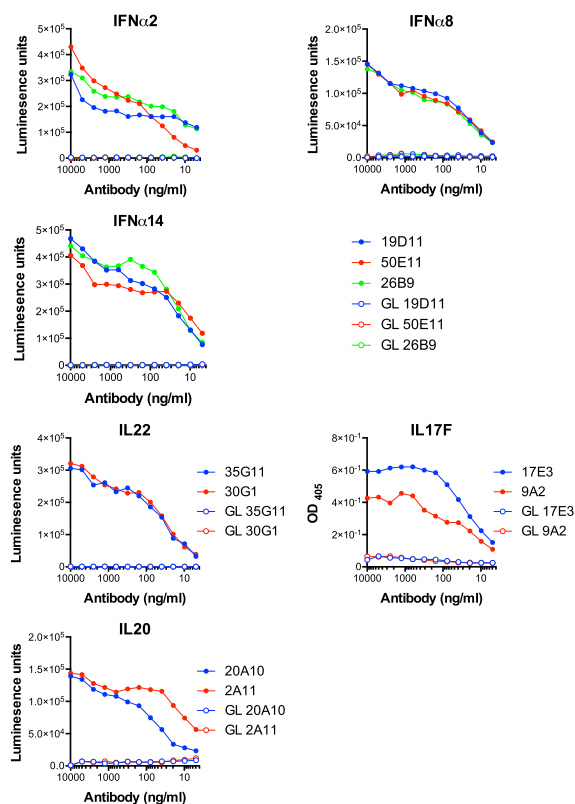 IFNα2
Luminesence units
5×10⁵
4×10⁵
3×10⁵
2×10⁵
1×10⁵
0
10000 1000 100 10
Antibody (ng/ml)
IFNα8
Luminesence units
2.0×10⁵
1.5×10⁵
1.0×10⁵
5.0×10⁴
0.0
10000 1000 100 10
Antibody (ng/ml)
IFNα14
Luminesence units
5×10⁵
4×10⁵
3×10⁵
2×10⁵
1×10⁵
0
10000 1000 100 10
Antibody (ng/ml)
19D11
50E11
26B9
GL 19D11
GL 50E11
GL 26B9
IL22
Luminesence units
4×10⁵
3×10⁵
2×10⁵
1×10⁵
0
10000 1000 100 10
Antibody (ng/ml)
35G11
30G1
GL 35G11
GL 30G1
IL17F
OD 405
8×10⁻¹
6×10⁻¹
4×10⁻¹
2×10⁻¹
0
10000 1000 100 10
Antibody (ng/ml)
17E3
9A2
GL 17E3
GL 9A2
IL20
Luminesence units
2.0×10⁵
1.5×10⁵
1.0×10⁵
5.0×10⁴
0.0
10000 1000 100 10
Antibody (ng/ml)
20A10
2A11
GL 20A10
GL 2A11